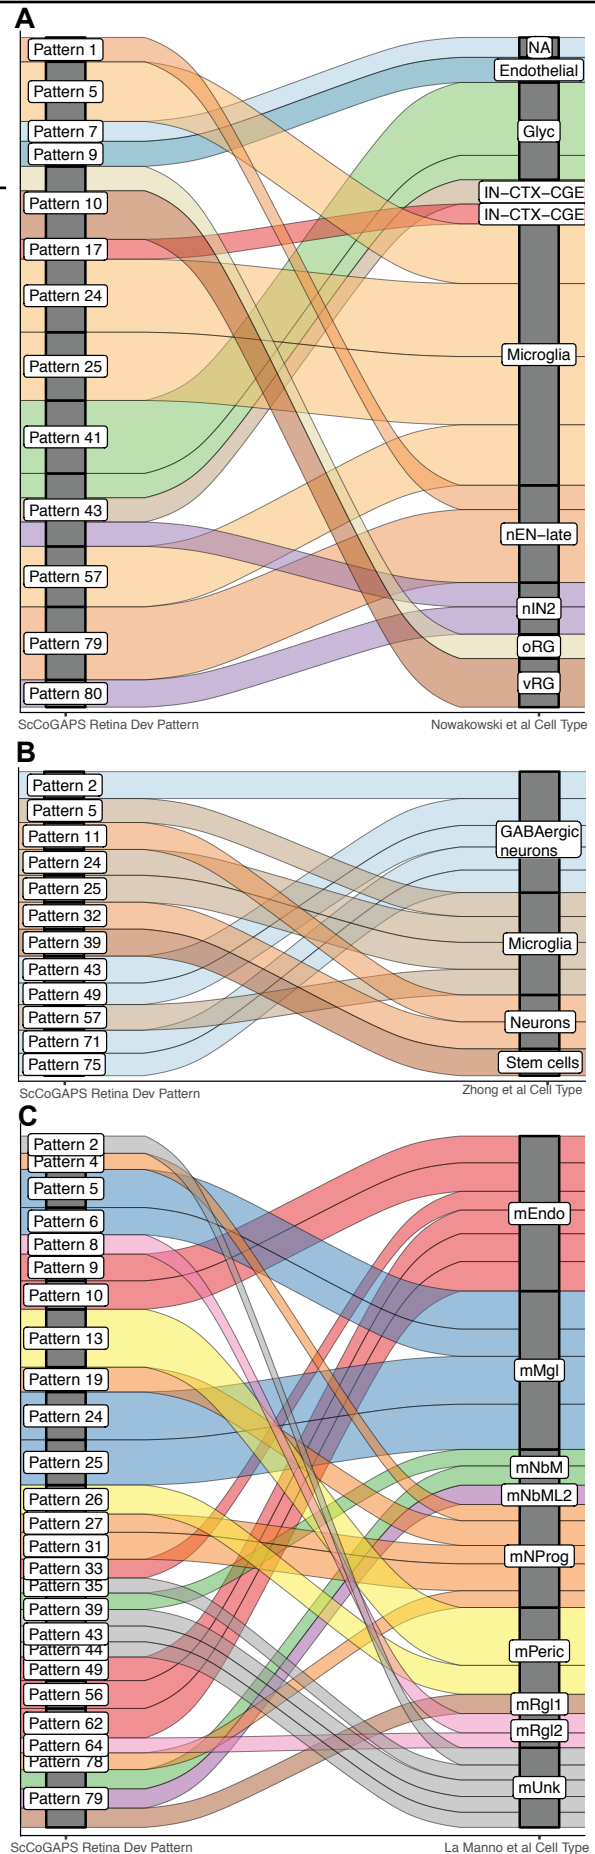 A
Pattern 1
Pattern 5
Pattern 7
Pattern 9
Pattern 10
Pattern 17
Pattern 24
Pattern 25
Pattern 41
Pattern 43
Pattern 57
Pattern 79
Pattern 80
NA
Endothelial
Glyc
IN−CTX−CGE
IN−CTX−CGE
Microglia
nEN−late
nIN2
oRG
vRG
ScCoGAPS Retina Dev Pattern
Nowakowski et al Cell Type
B
Pattern 2
Pattern 5
Pattern 11
Pattern 24
Pattern 25
Pattern 32
Pattern 39
Pattern 43
Pattern 49
Pattern 57
Pattern 71
Pattern 75
GABAergic
neurons
Microglia
Neurons
Stem cells
ScCoGAPS Retina Dev Pattern
Zhong et al Cell Type
C
Pattern 2
Pattern 4
Pattern 5
Pattern 6
Pattern 8
Pattern 9
Pattern 10
Pattern 13
Pattern 19
Pattern 24
Pattern 25
Pattern 26
Pattern 27
Pattern 31
Pattern 33
Pattern 35
Pattern 39
Pattern 43
Pattern 44
Pattern 49
Pattern 56
Pattern 62
Pattern 64
Pattern 78
Pattern 79
mEndo
mMgl
mNbM
mNbML2
mNProg
mPeric
mRgl1
mRgl2
mUnk
ScCoGAPS Retina Dev Pattern
La Manno et al Cell Type